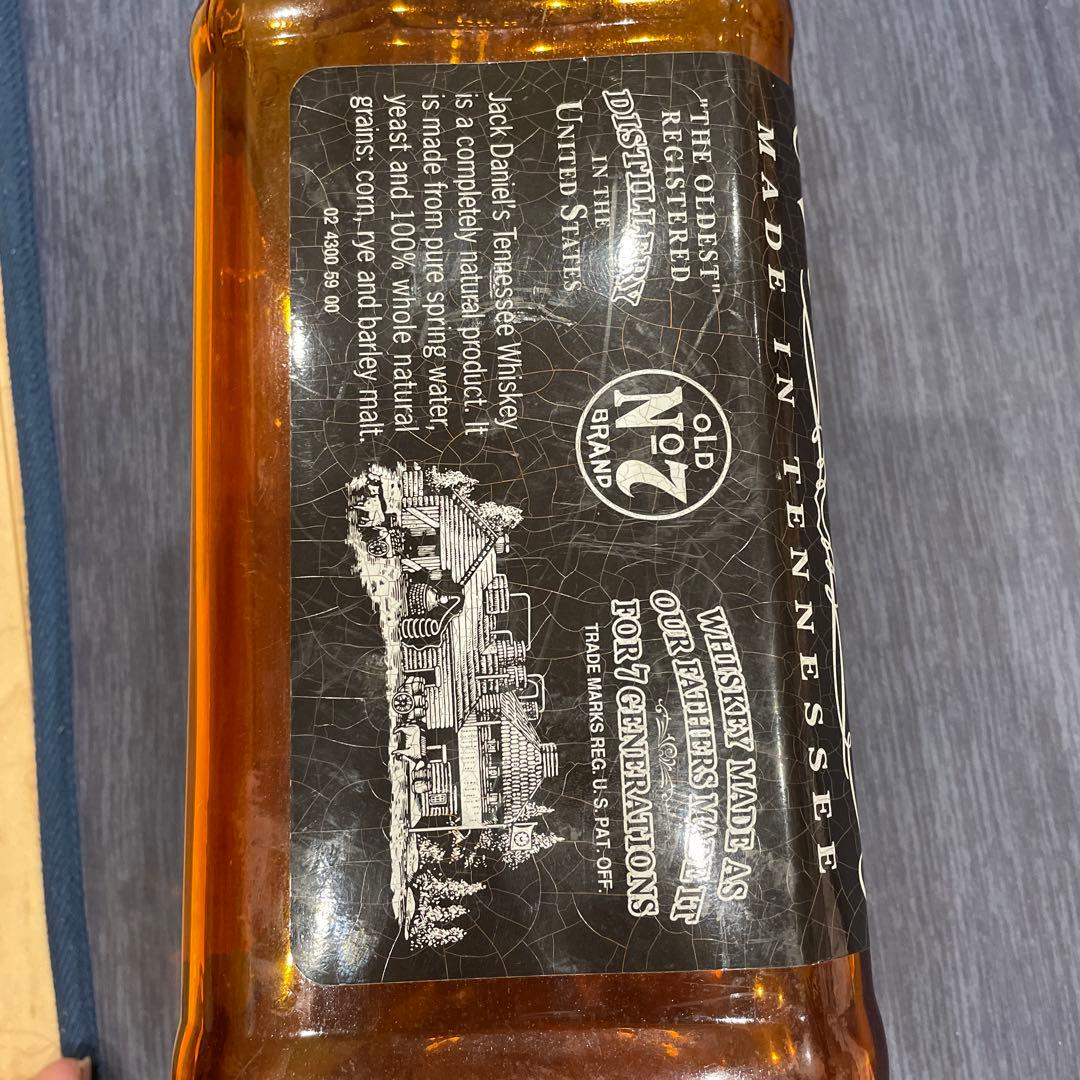 MADE IN TENNESSEE
"THE OLDEST"
REGISTERED
DISTILLERY
IN THE
UNITED STATES
OLD
No7
BRAND
WHISKEY MADE AS
OUR FATHERS MADE IT
FOR 7 GENERATIONS
TRADE MARKS REG. U.S. PAT. OFF.
Jack Daniel's Tennessee Whiskey
is a completely natural product. It
is made from pure spring water,
yeast and 100% whole natural
grains: corn, rye and barley malt.
02 4300 59 00